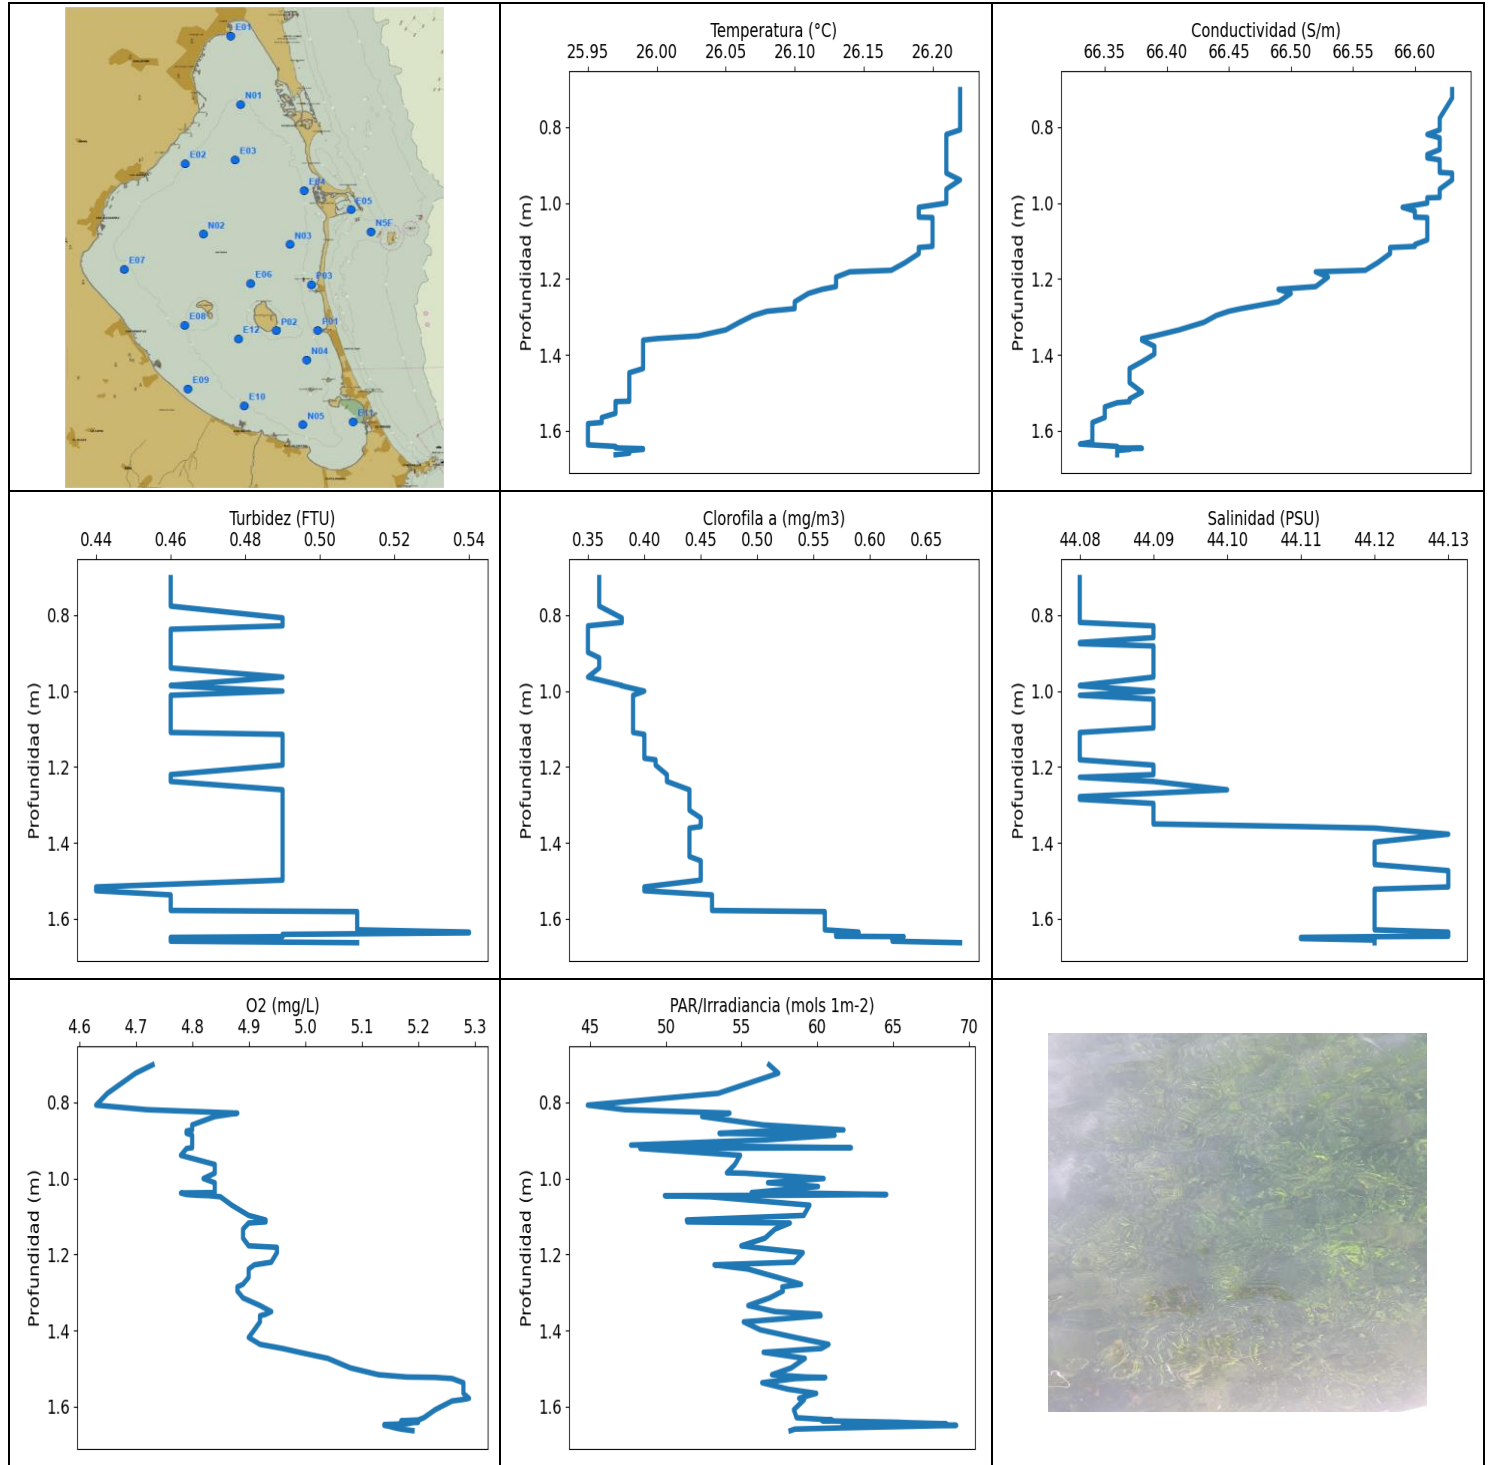 E01
N01
E02
E03
E04
E05
N5F
N02
N03
E07
E06
P03
E08
P02
P01
E12
N04
E09
E10
N05
E11
Temperatura (°C)
25.95 26.00 26.05 26.10 26.15 26.20
Profundidad (m)
0.8
1.0
1.2
1.4
1.6
Conductividad (S/m)
66.35 66.40 66.45 66.50 66.55 66.60
Profundidad (m)
0.8
1.0
1.2
1.4
1.6
Turbidez (FTU)
0.44 0.46 0.48 0.50 0.52 0.54
Profundidad (m)
0.8
1.0
1.2
1.4
1.6
Clorofila a (mg/m3)
0.35 0.40 0.45 0.50 0.55 0.60 0.65
Profundidad (m)
0.8
1.0
1.2
1.4
1.6
Salinidad (PSU)
44.08 44.09 44.10 44.11 44.12 44.13
Profundidad (m)
0.8
1.0
1.2
1.4
1.6
O2 (mg/L)
4.6 4.7 4.8 4.9 5.0 5.1 5.2 5.3
Profundidad (m)
0.8
1.0
1.2
1.4
1.6
PAR/Irradiancia (mols 1m-2)
45 50 55 60 65 70
Profundidad (m)
0.8
1.0
1.2
1.4
1.6